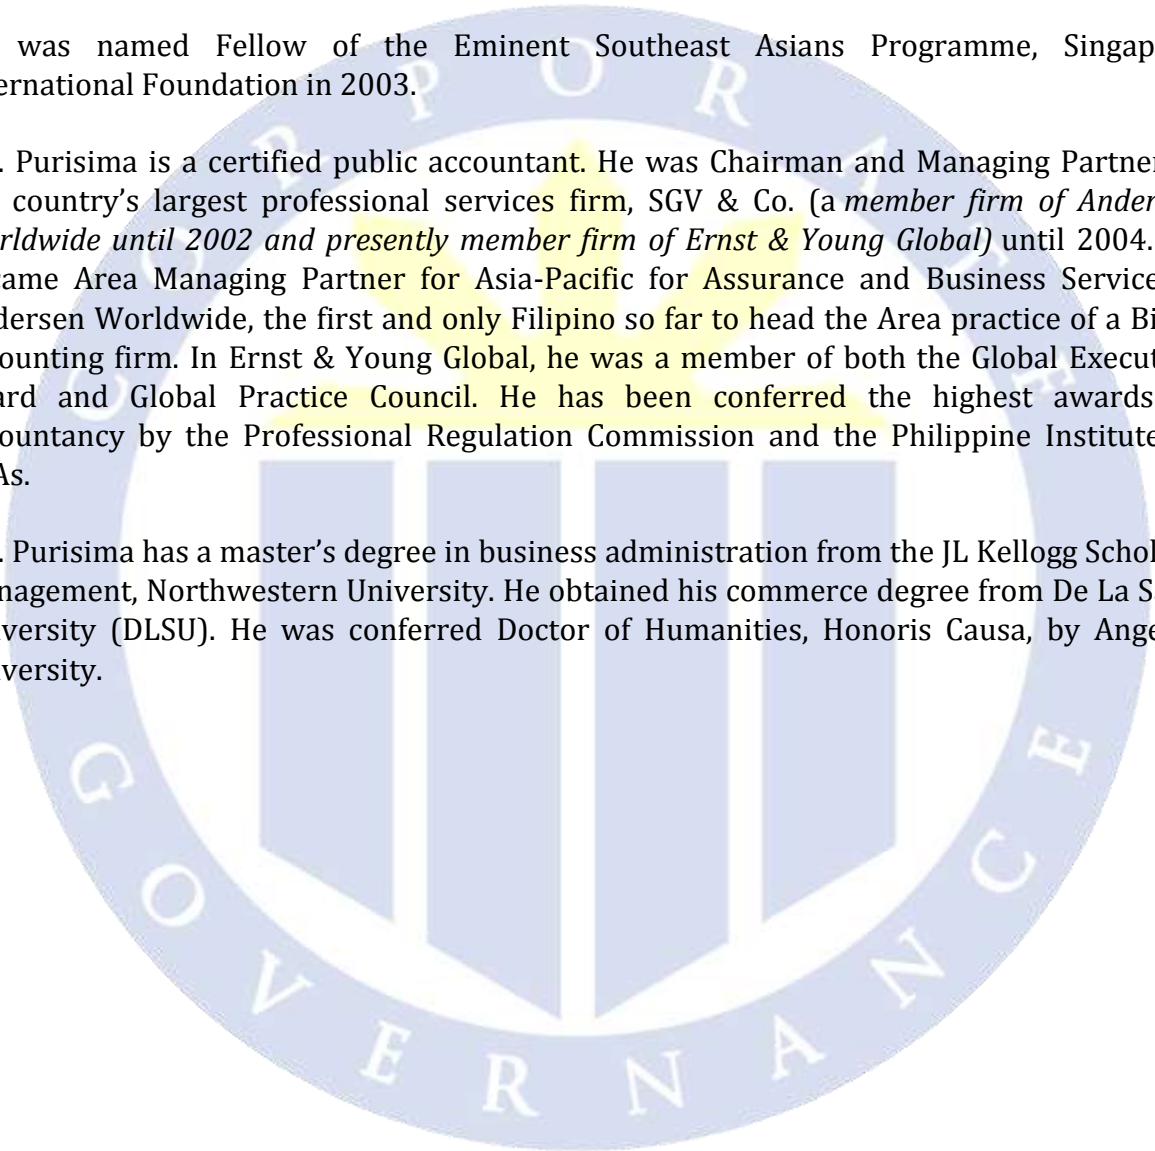 was named Fellow of the Eminent Southeast Asians Programme, Singap
ernational Foundation in 2003.
. Purisima is a certified public accountant. He was Chairman and Managing Partner
country’s largest professional services firm, SGV & Co. (a member firm of Ander
rldwide until 2002 and presently member firm of Ernst & Young Global) until 2004.
ame Area Managing Partner for Asia-Pacific for Assurance and Business Service
dersen Worldwide, the first and only Filipino so far to head the Area practice of a Bi
ounting firm. In Ernst & Young Global, he was a member of both the Global Execut
ard and Global Practice Council. He has been conferred the highest awards
ountancy by the Professional Regulation Commission and the Philippine Institute
As.
. Purisima has a master’s degree in business administration from the JL Kellogg Schol
nagement, Northwestern University. He obtained his commerce degree from De La S
iversity (DLSU). He was conferred Doctor of Humanities, Honoris Causa, by Ange
iversity.
CORPORATE
GOVERNANCE